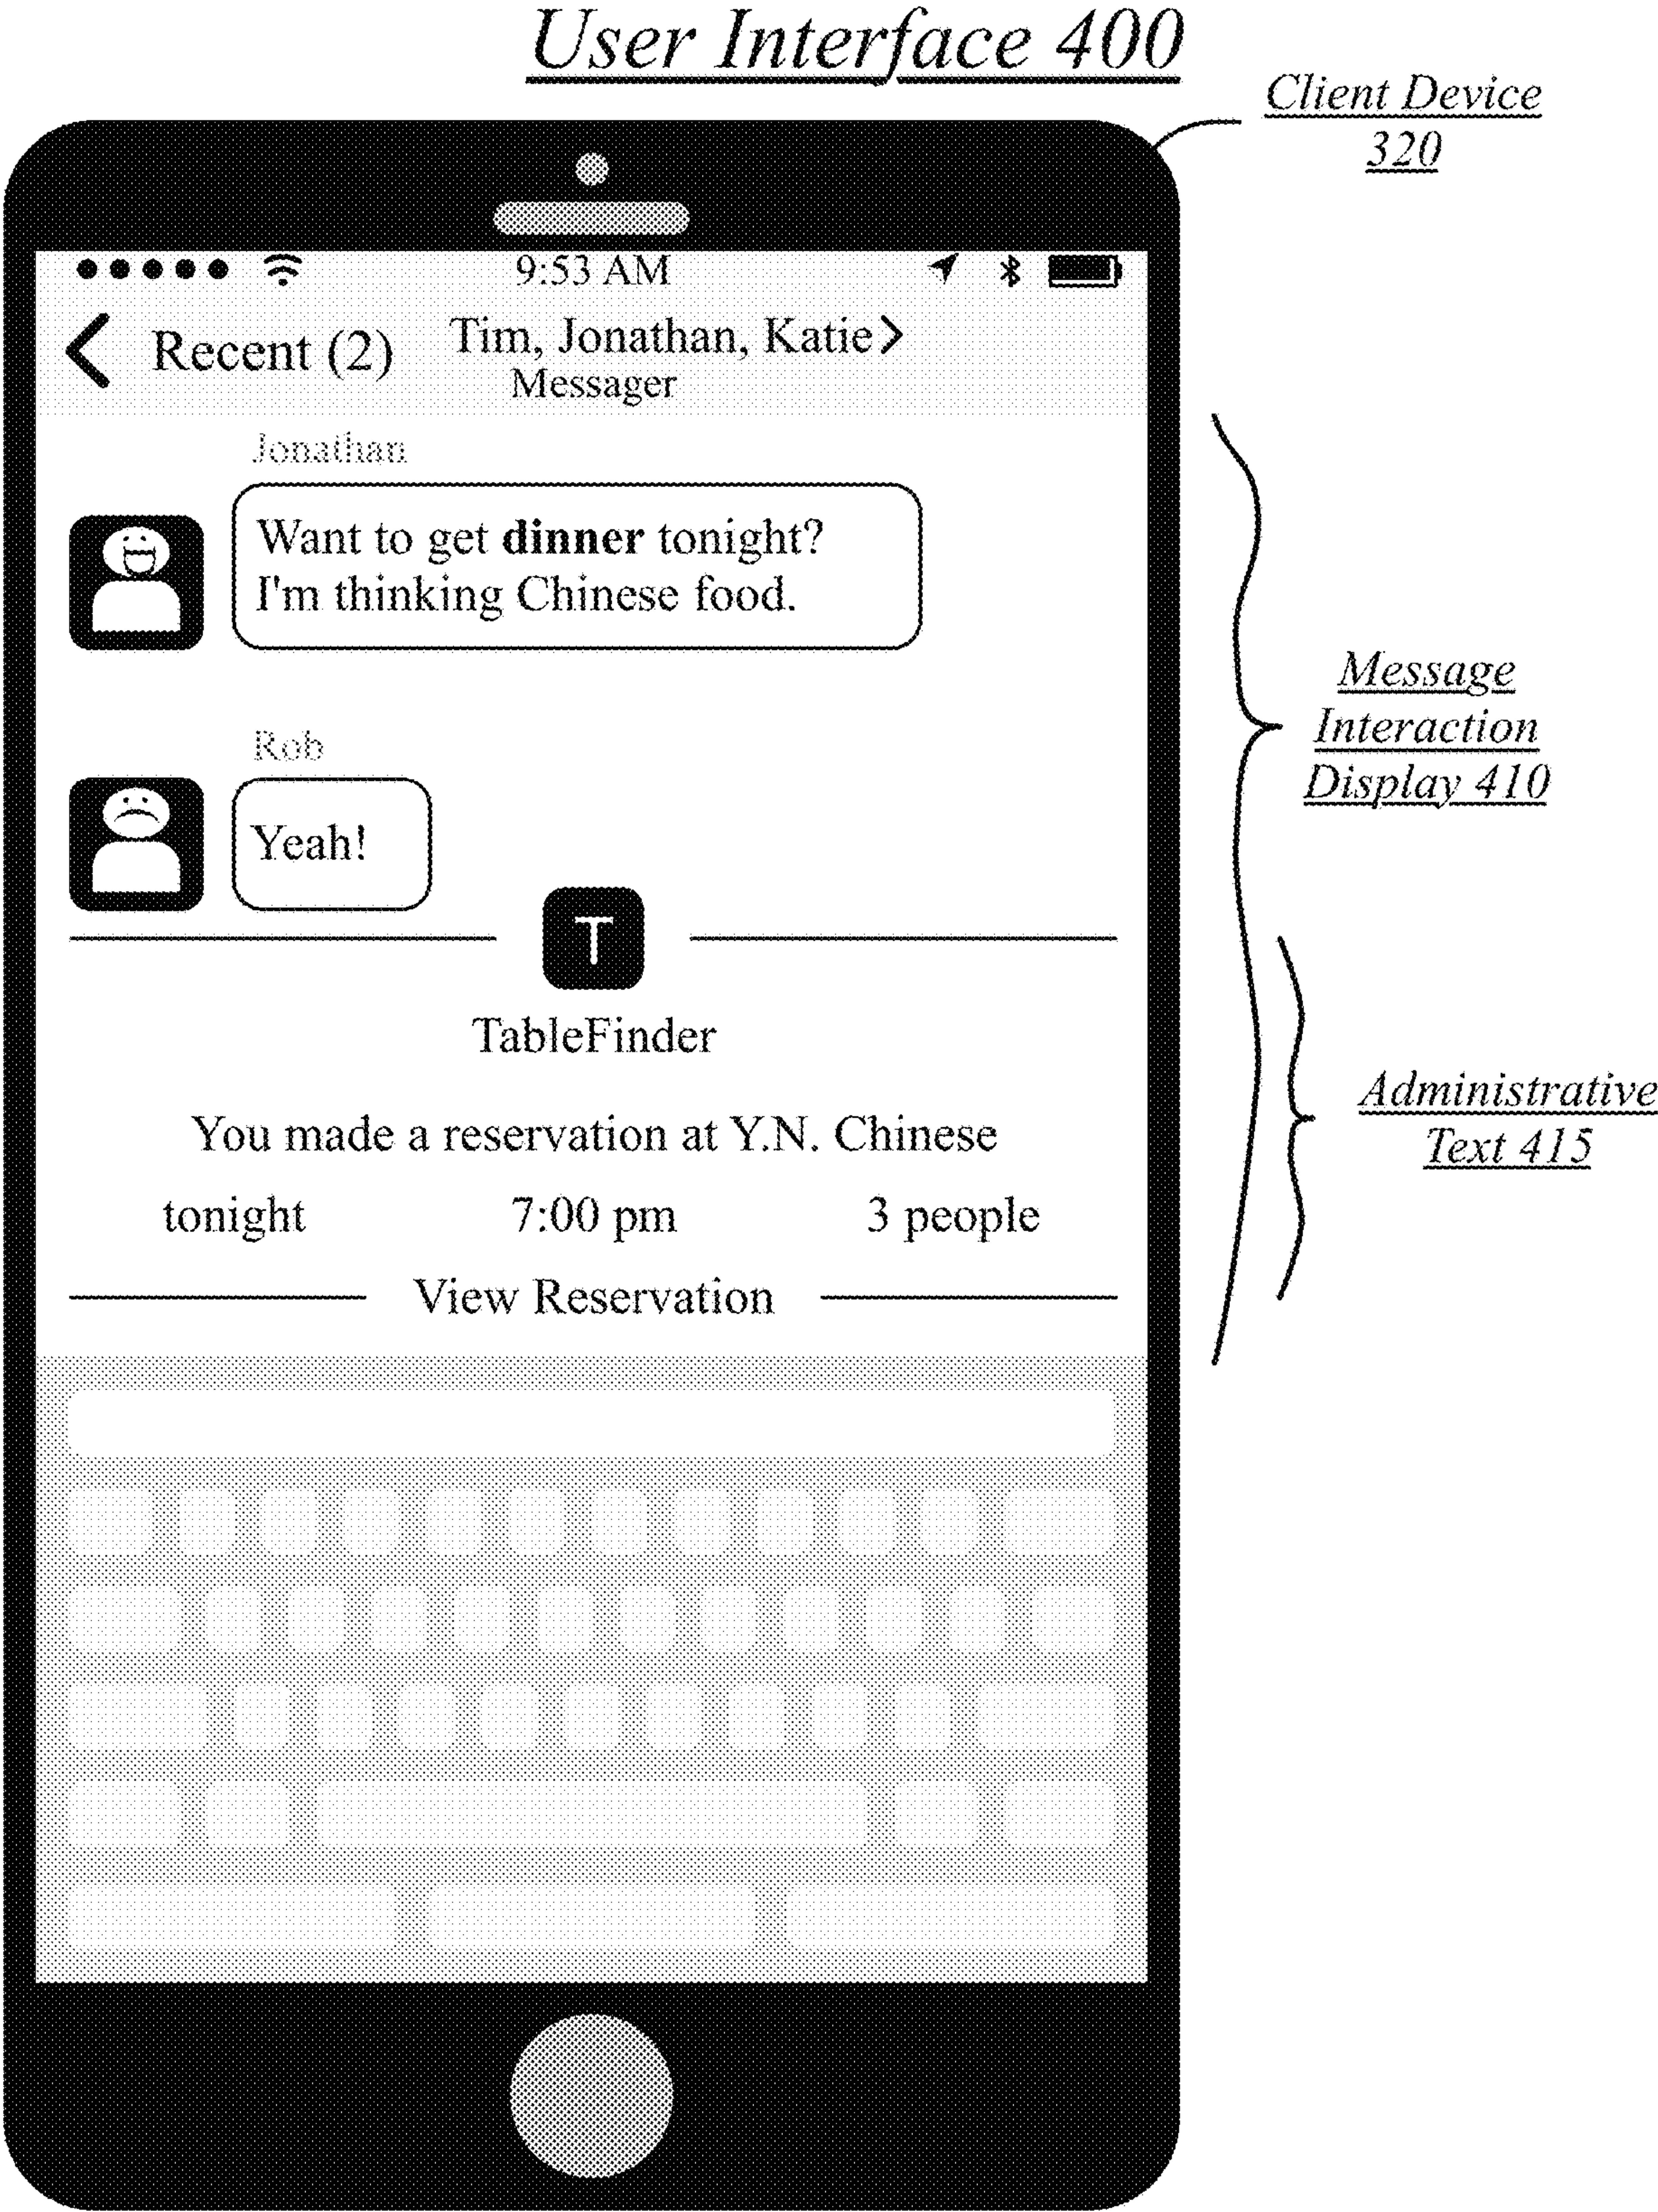 User Interface 400
Client Device
320
9:53 AM
Recent (2)
Tim, Jonathan, Katie>
Messager
Jonathan
Want to get dinner tonight?
I'm thinking Chinese food.
Message
Interaction
Display 410
Rob
Yeah!
T
TableFinder
You made a reservation at Y.N. Chinese
tonight 7:00 pm 3 people
View Reservation
Administrative
Text 415